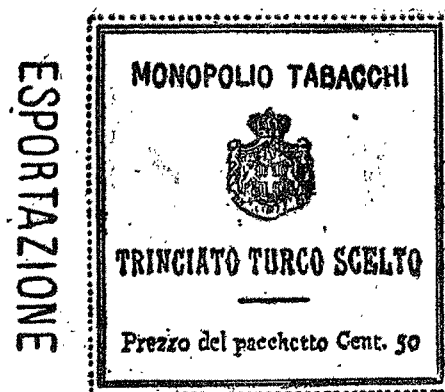 ESPORTAZIONE
MONOPOLIO TABACCHI
TRINCIATO TURCO SCELTO
Prezzo del pacchetto Cent. 50